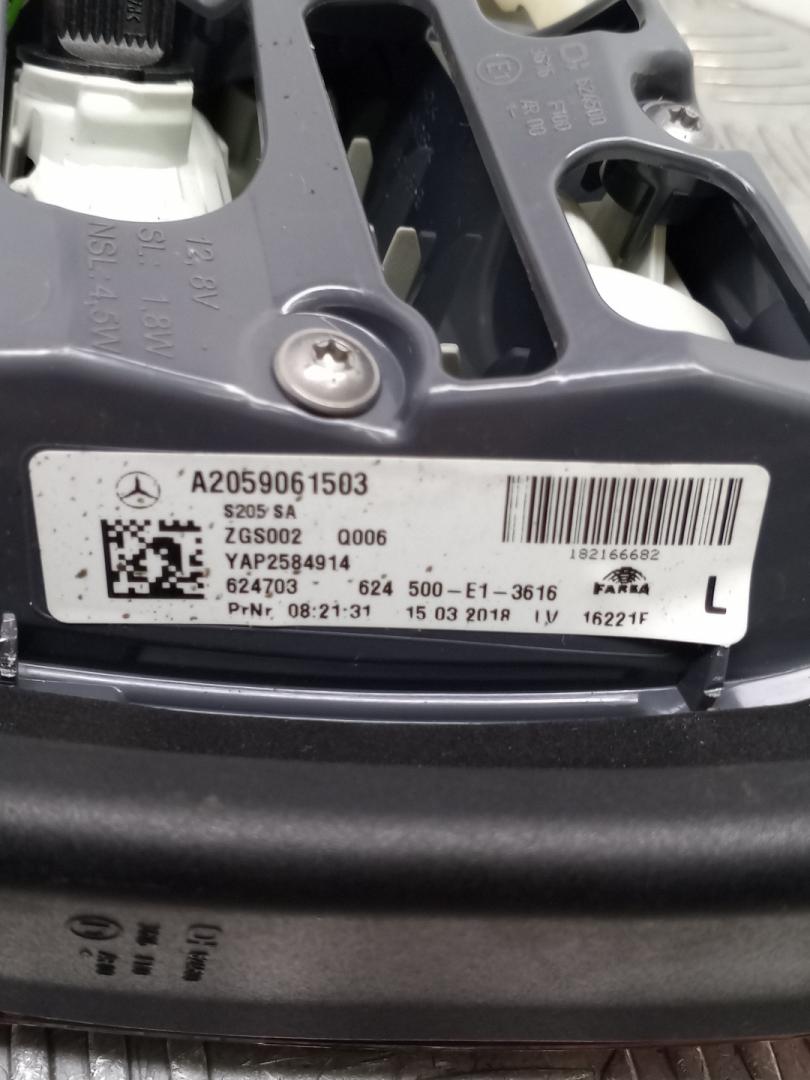 12,8V
SL: 1.8W
NSL: 4,5W
E1
A2059061503
S205 SA
ZGS002 Q006
YAP2584914
624703 624 500-E1-3616
PrNr. 08:21:31 15.03.2018 LV 16221F
182166682
FARBA
L